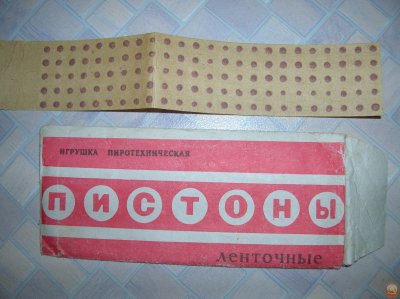 ИГРУШКА ПИРОТЕХНИЧЕСКАЯ
ПИСТОНЫ
ленточные